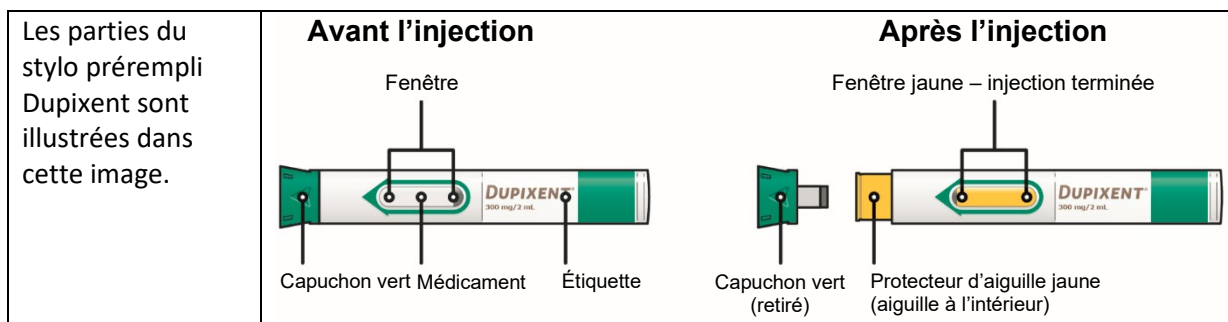 Les parties du
stylo prérempli
Dupixent sont
illustrées dans
cette image.
Avant l’injection
Fenêtre
DUPIXENT
300 mg/2 mL
Capuchon vert
Médicament
Étiquette
Après l’injection
Fenêtre jaune – injection terminée
DUPIXENT
300 mg/2 mL
Capuchon vert
(retiré)
Protecteur d’aiguille jaune
(aiguille à l’intérieur)